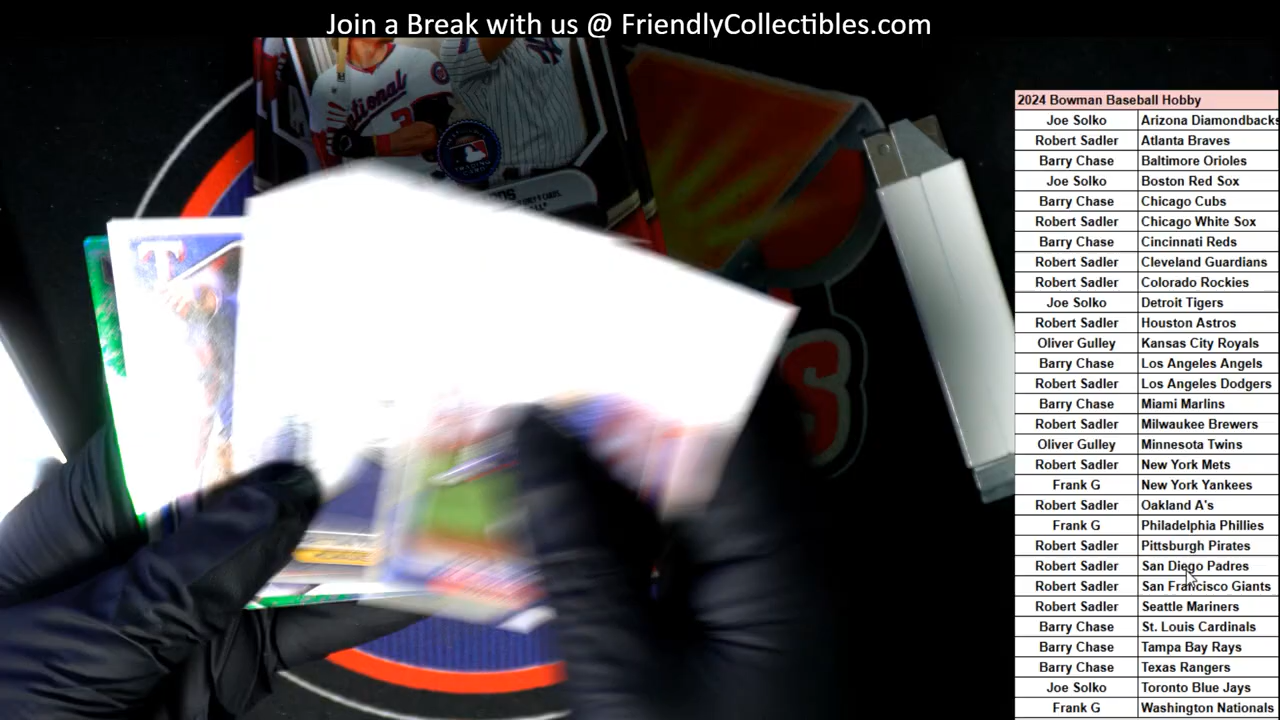 Join a Break with us @ FriendlyCollectibles.com
2024 Bowman Baseball Hobby
Joe Solko Arizona Diamondbacks
Robert Sadler Atlanta Braves
Barry Chase Baltimore Orioles
Joe Solko Boston Red Sox
Barry Chase Chicago Cubs
Robert Sadler Chicago White Sox
Barry Chase Cincinnati Reds
Robert Sadler Cleveland Guardians
Robert Sadler Colorado Rockies
Joe Solko Detroit Tigers
Robert Sadler Houston Astros
Oliver Gulley Kansas City Royals
Barry Chase Los Angeles Angels
Robert Sadler Los Angeles Dodgers
Barry Chase Miami Marlins
Robert Sadler Milwaukee Brewers
Oliver Gulley Minnesota Twins
Robert Sadler New York Mets
Frank G New York Yankees
Robert Sadler Oakland A's
Frank G Philadelphia Phillies
Robert Sadler Pittsburgh Pirates
Robert Sadler San Diego Padres
Robert Sadler San Francisco Giants
Robert Sadler Seattle Mariners
Barry Chase St. Louis Cardinals
Barry Chase Tampa Bay Rays
Barry Chase Texas Rangers
Joe Solko Toronto Blue Jays
Frank G Washington Nationals